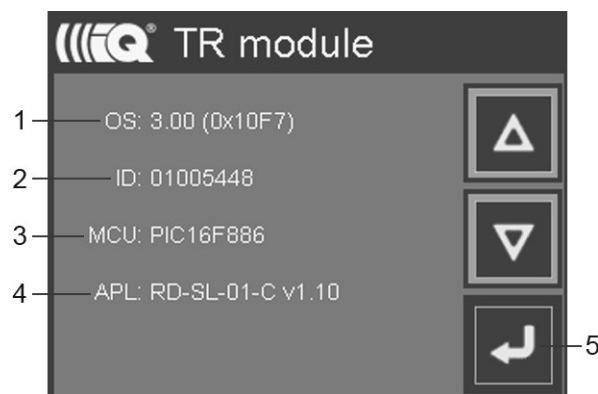 IQ® TR module
1 OS: 3.00 (0x10F7)
2 ID: 01005448
3 MCU: PIC16F886
4 APL: RD-SL-01-C v1.10
5